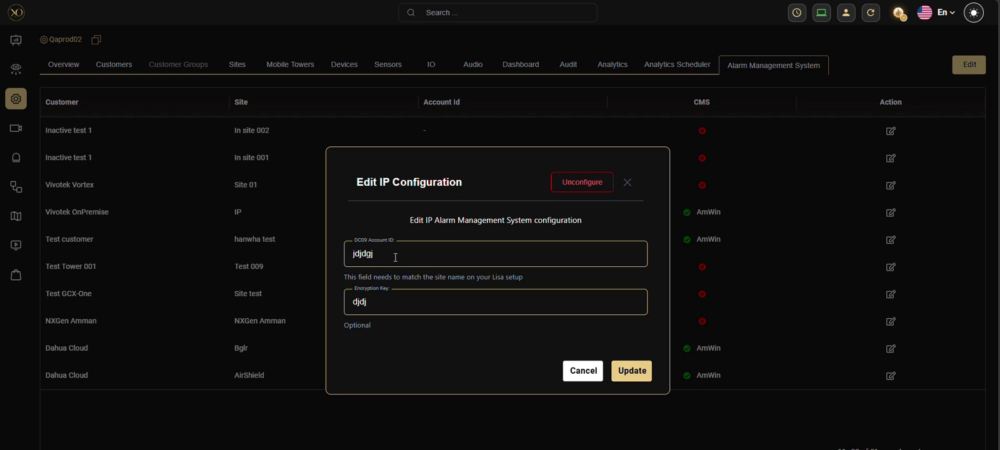 XO
Search ...
En
Qaprod02
Overview Customers Customer Groups Sites Mobile Towers Devices Sensors IO Audio Dashboard Audit Analytics Analytics Scheduler Alarm Management System Edit
Customer Site Account Id CMS Action
Inactive test 1 In site 002 -
Inactive test 1 In site 001
Vivotek Vortex Site 01
Vivotek OnPremise IP AmWin
Test customer hanwha test AmWin
Test Tower 001 Test 009
Test GCX-One Site test
NXGen Amman NXGen Amman
Dahua Cloud Bglr AmWin
Dahua Cloud AirShield AmWin
Edit IP Configuration Unconfigure
Edit IP Alarm Management System configuration
DC09 Account ID:
jdjdgj
This field needs to match the site name on your Lisa setup
Encryption Key:
djdj
Optional
Cancel Update